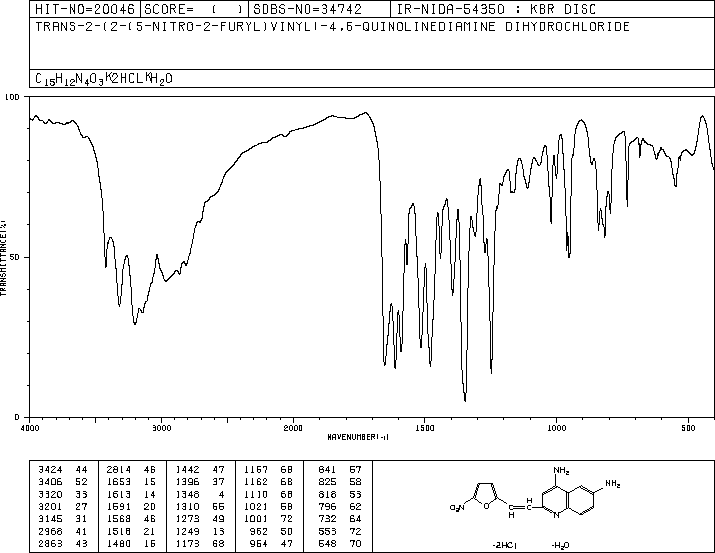 HIT-NO=20046 SCORE= ( ) SDBS-NO=34742 IR-NIDA-54350 : KBR DISC
TRANS-2-(2-(5-NITRO-2-FURYL)VINYL)-4,6-QUINOLINEDIAMINE DIHYDROCHLORIDE
C15H12N4O3K2HCLKH2O
100
50
0
TRANSMITTANCE(%)
4000 3000 2000 1500 1000 500
WAVENUMBER(-1)
3424 44 2814 46 1442 47 1167 68 841 57
3406 52 1653 15 1396 37 1162 68 825 58
3320 33 1613 14 1348 4 1110 68 818 53
3201 27 1591 20 1310 55 1021 58 796 62
3145 31 1568 46 1273 49 1001 72 732 64
2966 41 1518 21 1249 13 962 50 553 72
2863 43 1480 15 1173 68 954 47 548 70
NH2
NH2
O2N O H C=C H N
·2HCl ·H2O